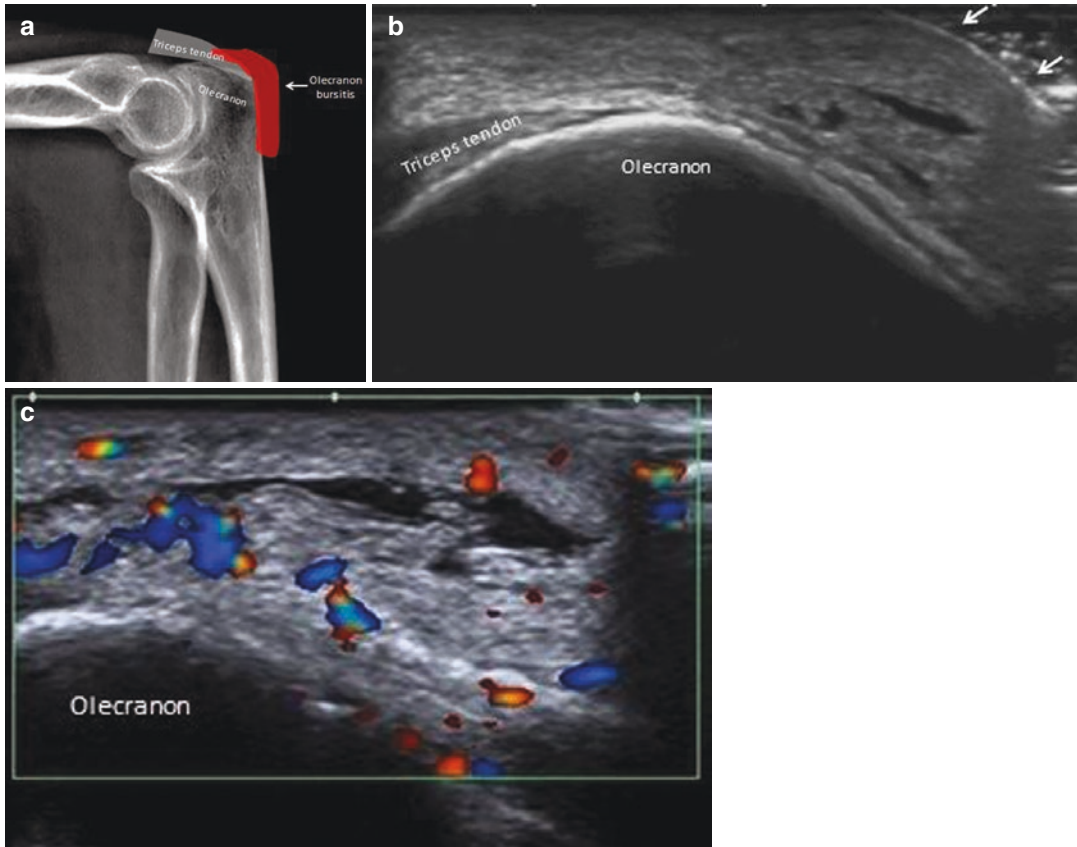 a
Triceps tendon
Olecranon
Olecranon
bursitis
b
Triceps tendon
Olecranon
c
Olecranon